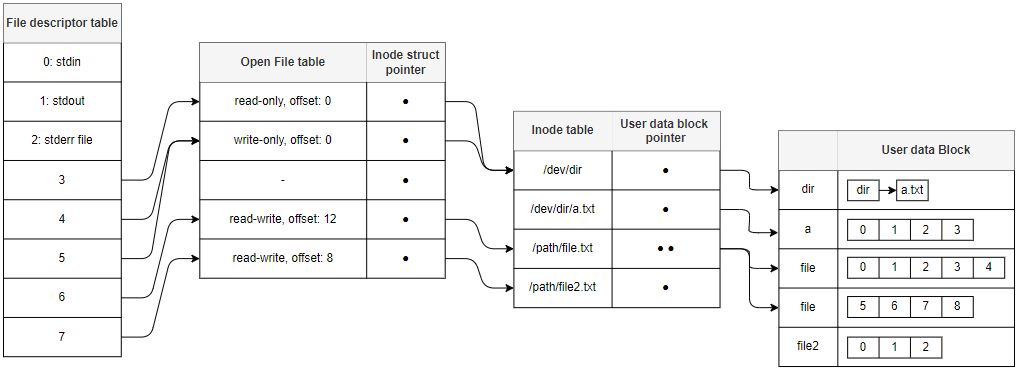 File descriptor table
0: stdin
1: stdout
2: stderr file
3
4
5
6
7
Open File table
Inode struct
pointer
read-only, offset: 0
write-only, offset: 0
-
read-write, offset: 12
read-write, offset: 8
Inode table
User data block
pointer
/dev/dir
/dev/dir/a.txt
/path/file.txt
/path/file2.txt
User data Block
dir
dir a.txt
a
0 1 2 3
file
0 1 2 3 4
file
5 6 7 8
file2
0 1 2